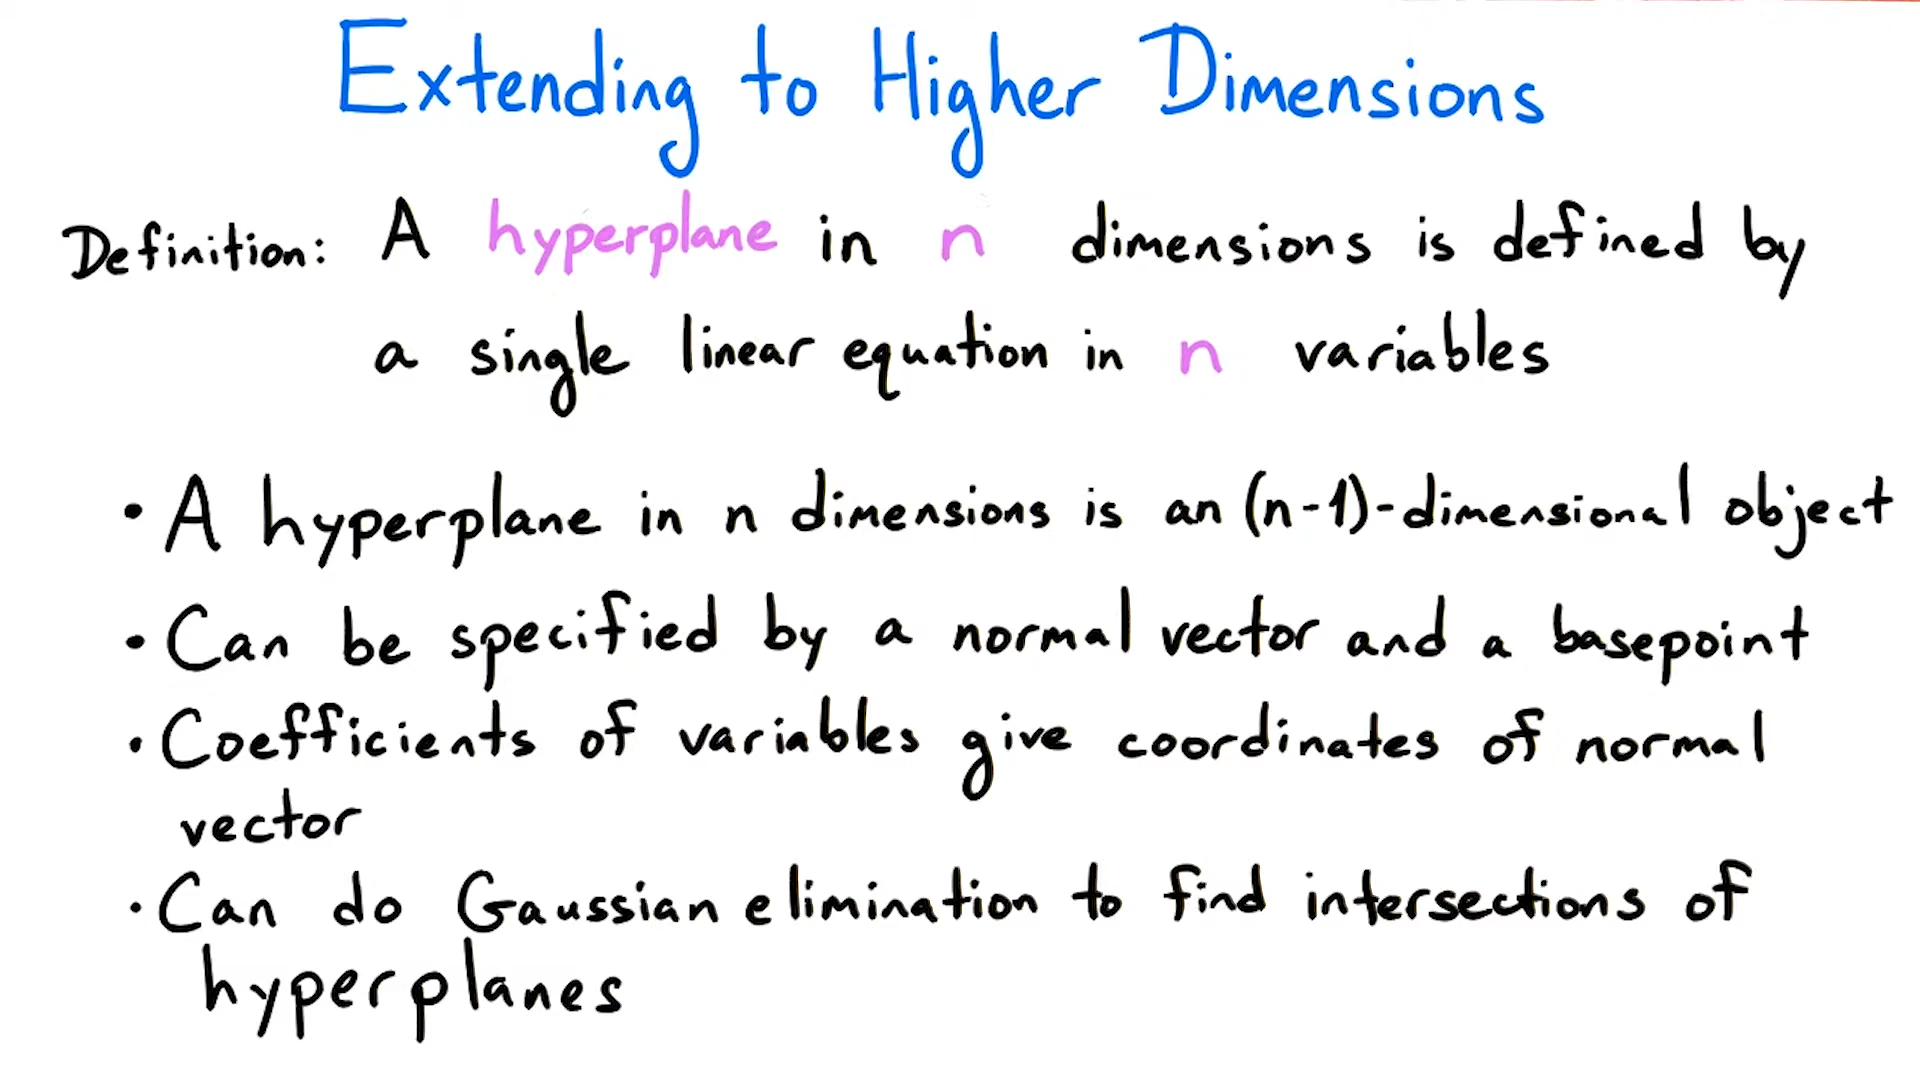 Extending to Higher Dimensions
Definition: A hyperplane in n dimensions is defined by
a single linear equation in n variables
• A hyperplane in n dimensions is an (n-1)-dimensional object
• Can be specified by a normal vector and a basepoint
• Coefficients of variables give coordinates of normal
vector
• Can do Gaussian elimination to find intersections of
hyperplanes